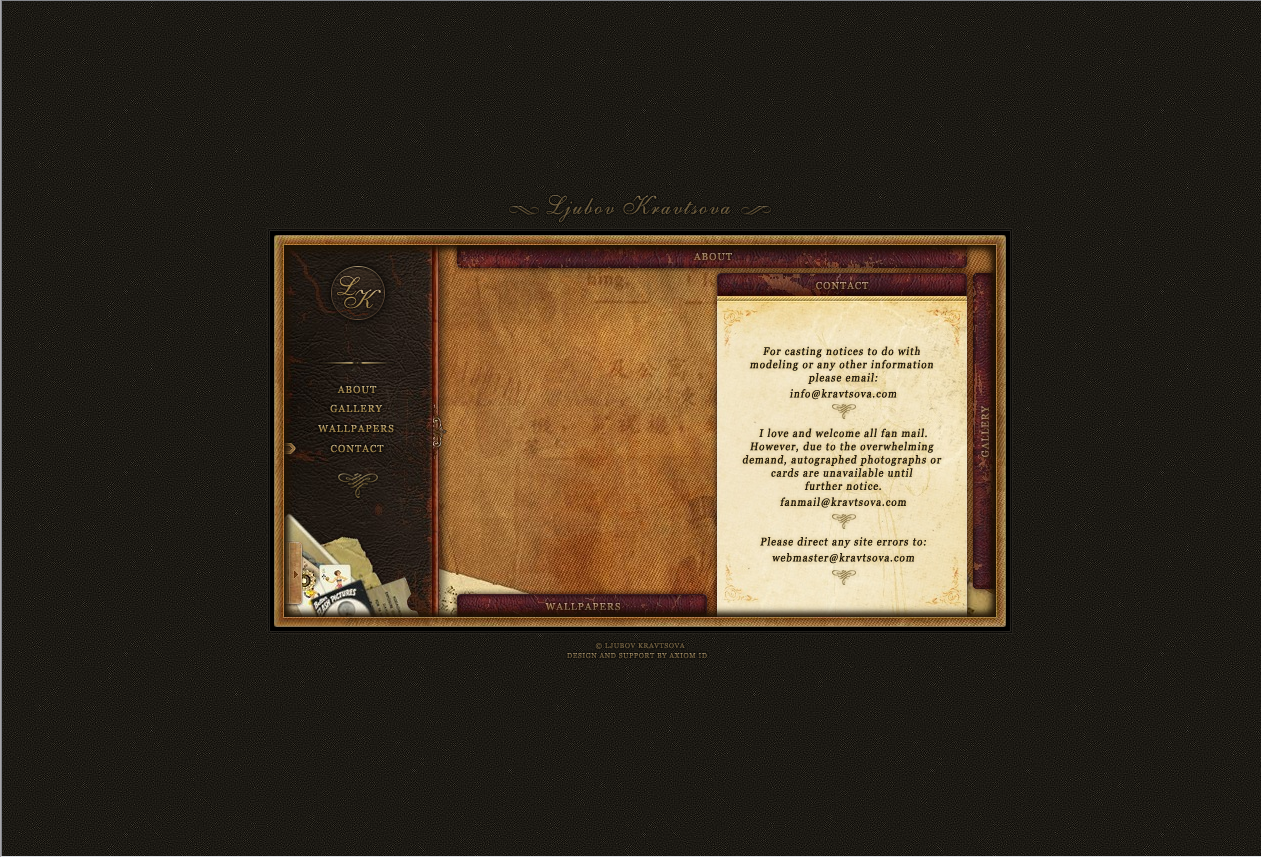 Ljubov Kravtsova
LK
ABOUT
GALLERY
WALLPAPERS
CONTACT
ABOUT
CONTACT
For casting notices to do with
modeling or any other information
please email:
info@kravtsova.com
I love and welcome all fan mail.
However, due to the overwhelming
demand, autographed photographs or
cards are unavailable until
further notice.
fanmail@kravtsova.com
Please direct any site errors to:
webmaster@kravtsova.com
GALLERY
WALLPAPERS
PICTURES
© LJUBOV KRAVTSOVA
DESIGN AND SUPPORT BY AXIOM ID